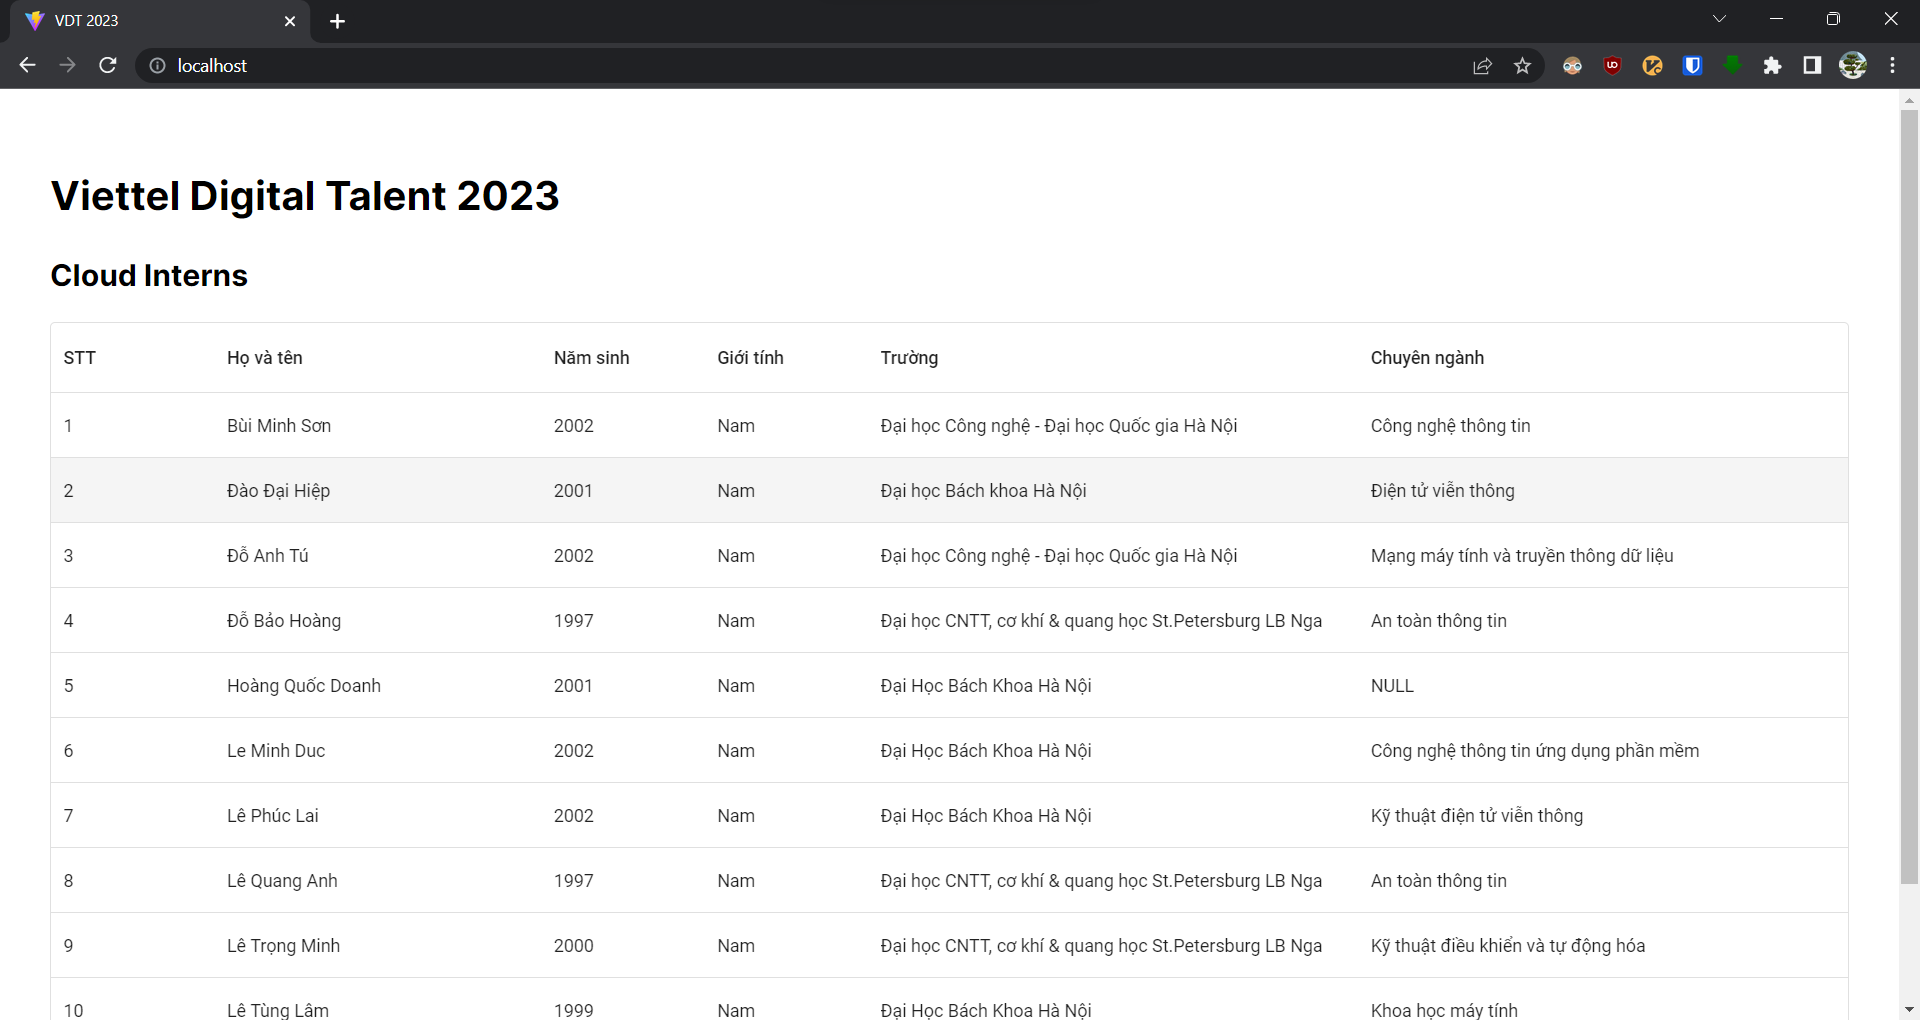 VDT 2023
localhost
Viettel Digital Talent 2023
Cloud Interns
STT Họ và tên Năm sinh Giới tính Trường Chuyên ngành
1 Bùi Minh Sơn 2002 Nam Đại học Công nghệ - Đại học Quốc gia Hà Nội Công nghệ thông tin
2 Đào Đại Hiệp 2001 Nam Đại học Bách khoa Hà Nội Điện tử viễn thông
3 Đỗ Anh Tú 2002 Nam Đại học Công nghệ - Đại học Quốc gia Hà Nội Mạng máy tính và truyền thông dữ liệu
4 Đỗ Bảo Hoàng 1997 Nam Đại học CNTT, cơ khí & quang học St.Petersburg LB Nga An toàn thông tin
5 Hoàng Quốc Doanh 2001 Nam Đại Học Bách Khoa Hà Nội NULL
6 Le Minh Duc 2002 Nam Đại Học Bách Khoa Hà Nội Công nghệ thông tin ứng dụng phần mềm
7 Lê Phúc Lai 2002 Nam Đại Học Bách Khoa Hà Nội Kỹ thuật điện tử viễn thông
8 Lê Quang Anh 1997 Nam Đại học CNTT, cơ khí & quang học St.Petersburg LB Nga An toàn thông tin
9 Lê Trọng Minh 2000 Nam Đại học CNTT, cơ khí & quang học St.Petersburg LB Nga Kỹ thuật điều khiển và tự động hóa
10 Lê Tùng Lâm 1999 Nam Đại Học Bách Khoa Hà Nội Khoa học máy tính